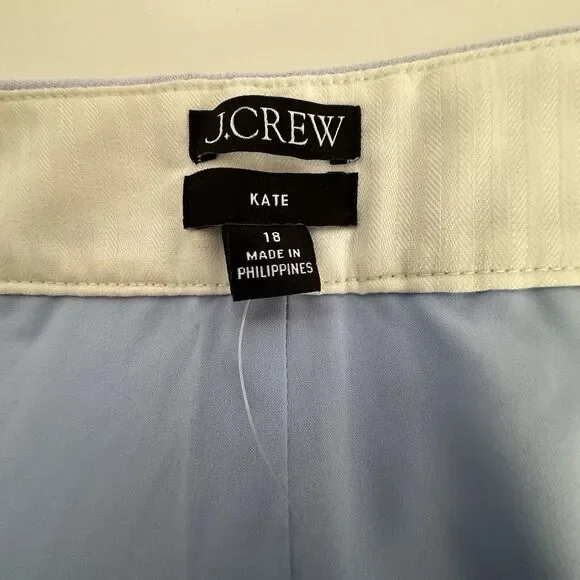 J.CREW
KATE
18
MADE IN
PHILIPPINES